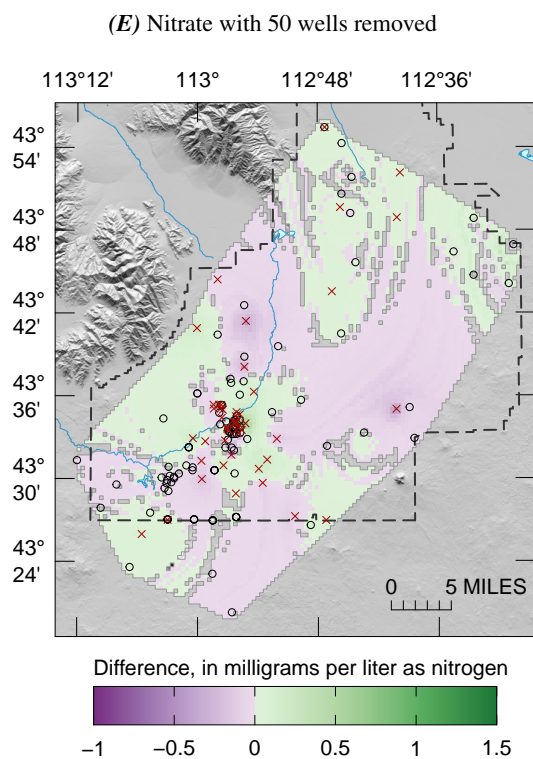 (E) Nitrate with 50 wells removed
113°12' 113° 112°48' 112°36'
43°
54'
43°
48'
43°
42'
43°
36'
43°
30'
43°
24'
0 5 MILES
Difference, in milligrams per liter as nitrogen
−1 −0.5 0 0.5 1 1.5